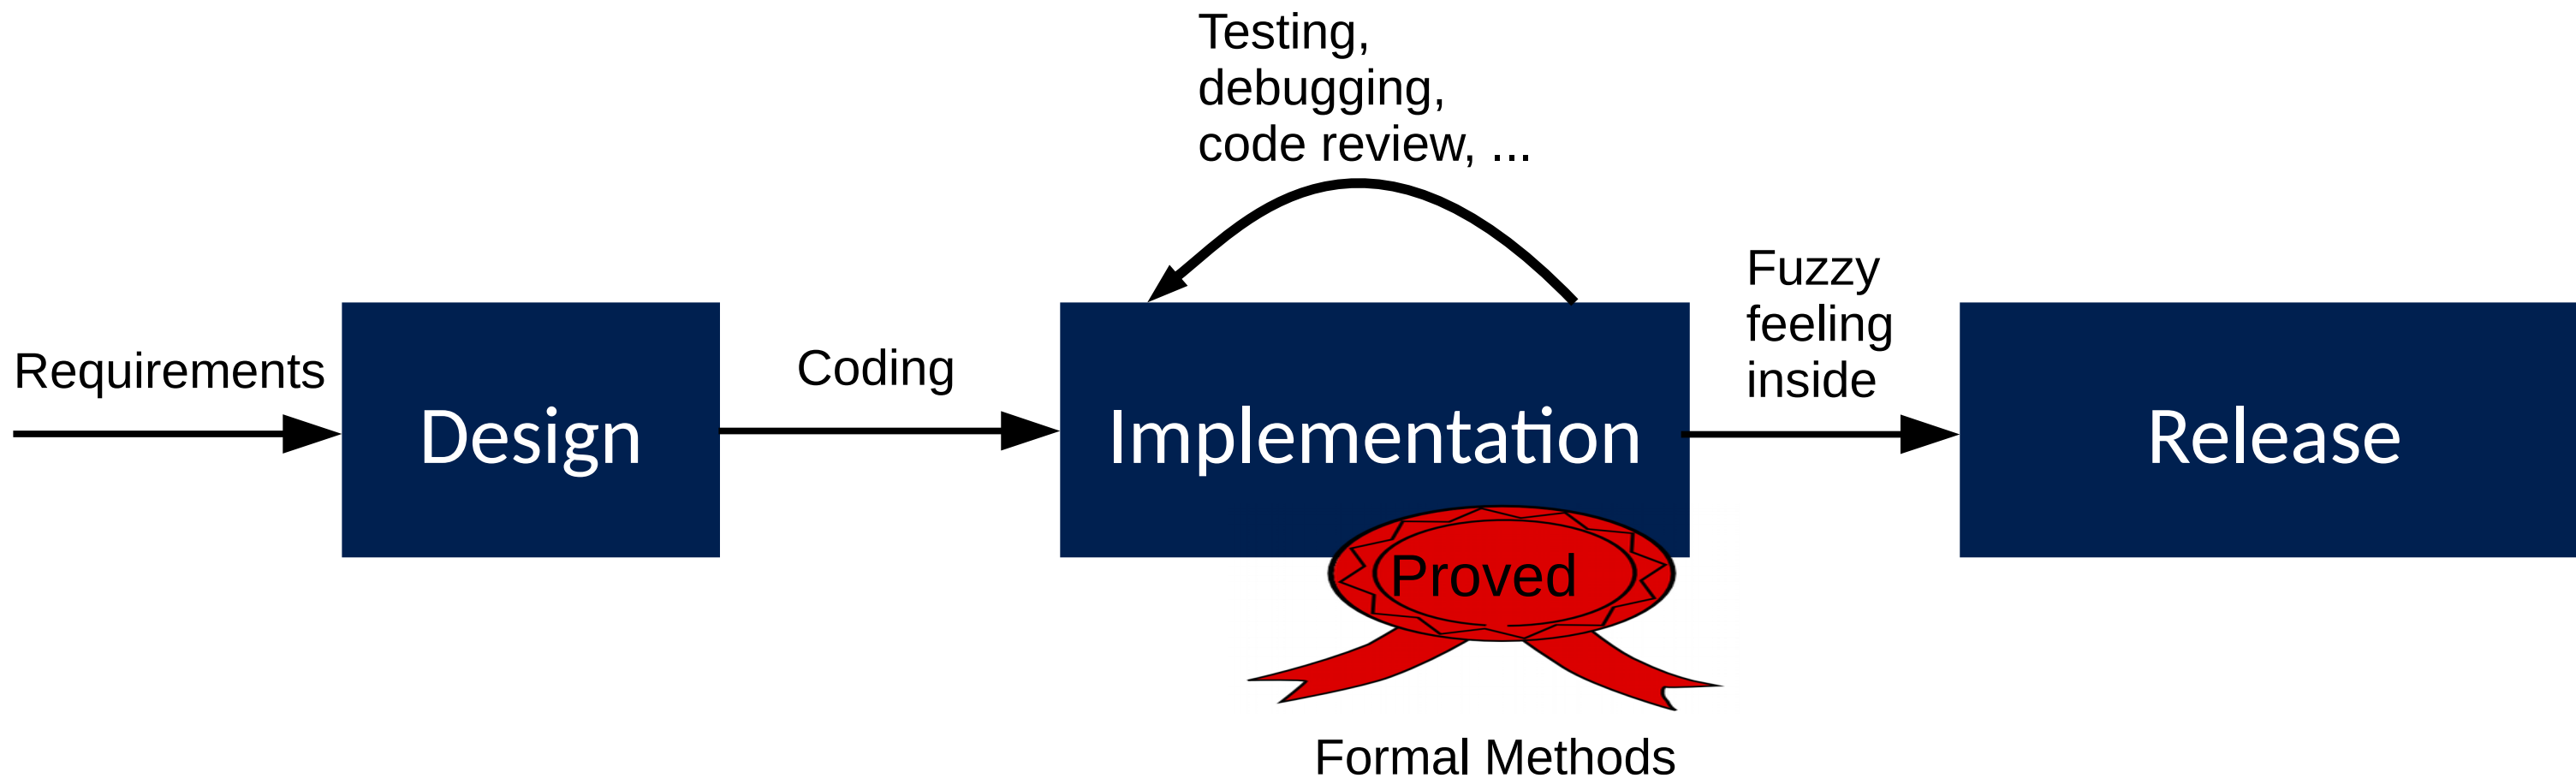 Testing,
debugging,
code review, ...
Requirements
Design
Coding
Implementation
Fuzzy
feeling
inside
Release
Proved
Formal Methods